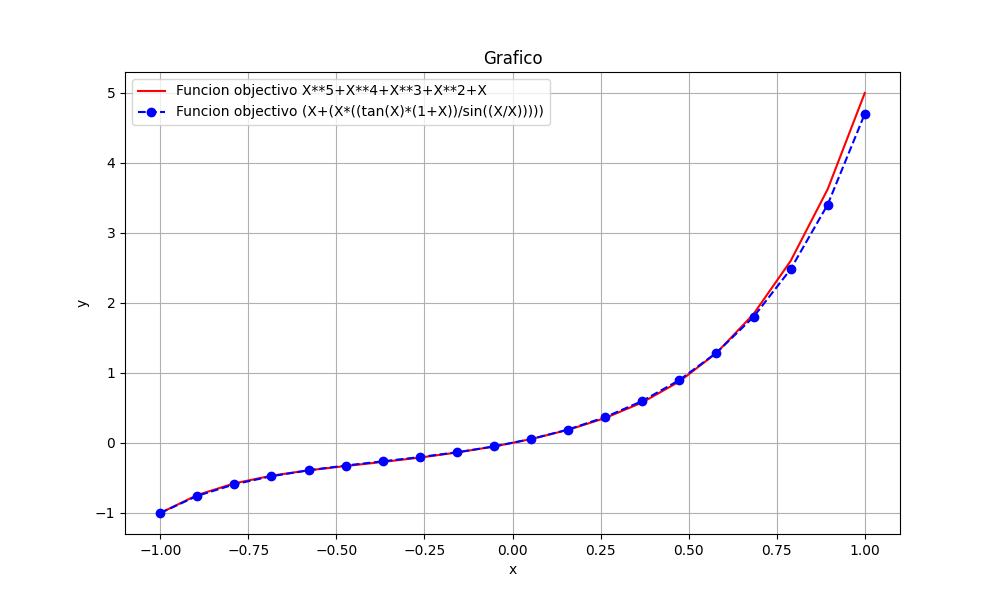 Grafico
Funcion objectivo X**5+X**4+X**3+X**2+X
Funcion objectivo (X+(X*((tan(X)*(1+X))/sin((X/X)))))
5
4
3
2
1
0
−1
y
−1.00 −0.75 −0.50 −0.25 0.00 0.25 0.50 0.75 1.00
x